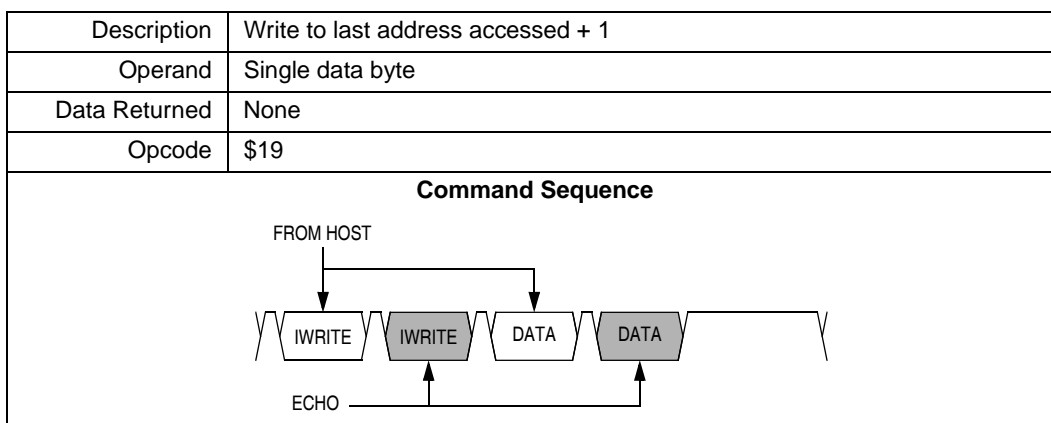 Description Write to last address accessed + 1
Operand Single data byte
Data Returned None
Opcode $19
Command Sequence
FROM HOST
IWRITE IWRITE DATA DATA
ECHO